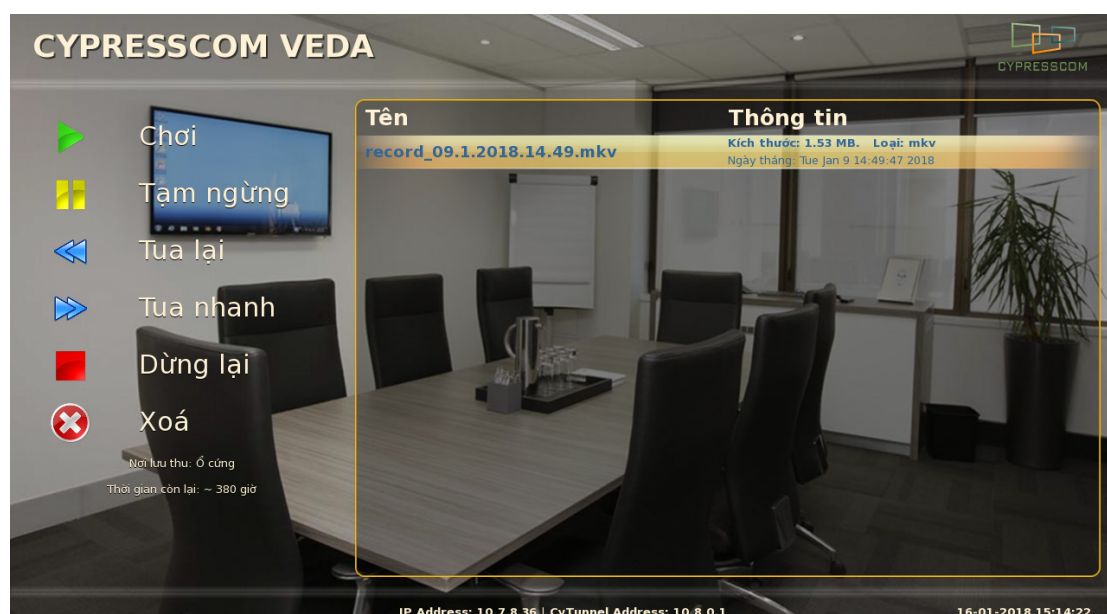 CYPRESSCOM VEDA
CYPRESSCOM
Chơi
Tạm ngừng
Tua lại
Tua nhanh
Dừng lại
Xoá
Nơi lưu thu: Ổ cứng
Thời gian còn lại: ~ 380 giờ
Tên
Thông tin
record_09.1.2018.14.49.mkv
Kích thước: 1.53 MB. Loại: mkv
Ngày tháng: Tue Jan 9 14:49:47 2018
IP Address: 10.7.8.36 | CyTunnel Address: 10.8.0.1
16-01-2018 15:14:22